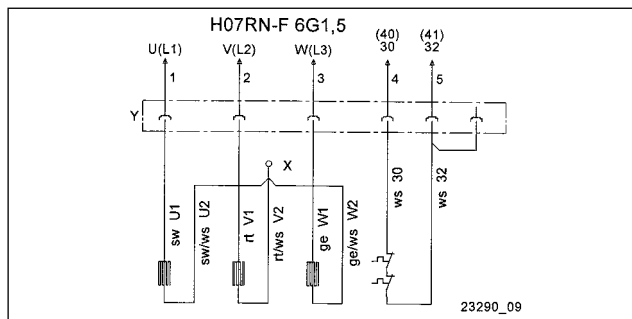 H07RN-F 6G1,5
U(L1) V(L2) W(L3) (40) 30 (41) 32
1 2 3 4 5
Y
X
sw U1
sw/ws U2
rt V1
rt/ws V2
ge W1
ge/ws W2
ws 30
ws 32
23290_09